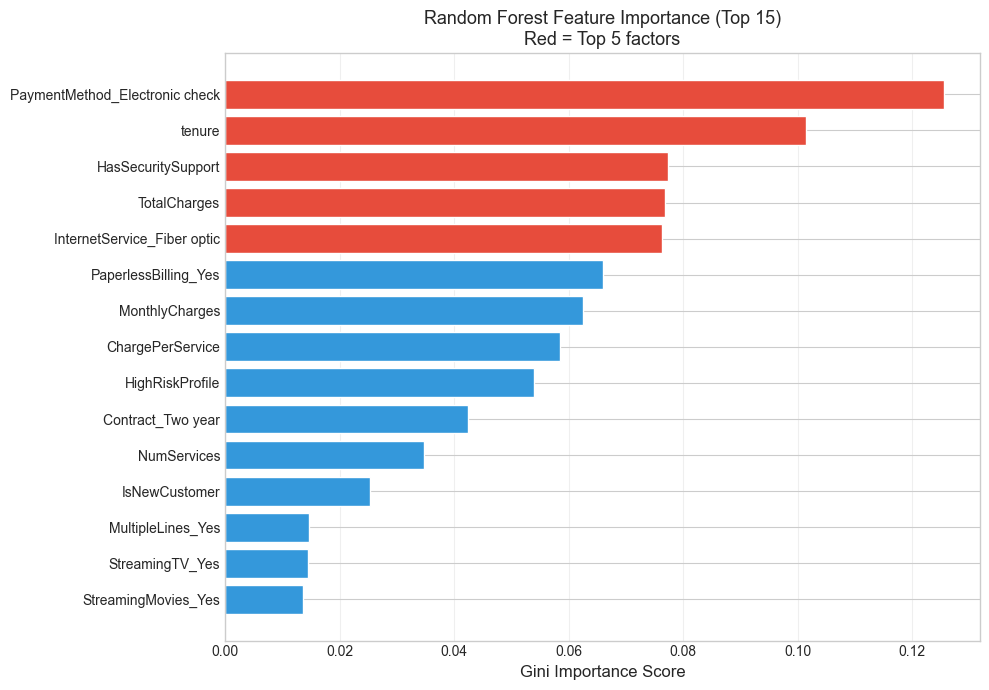 Random Forest Feature Importance (Top 15)
Red = Top 5 factors
PaymentMethod_Electronic check
tenure
HasSecuritySupport
TotalCharges
InternetService_Fiber optic
PaperlessBilling_Yes
MonthlyCharges
ChargePerService
HighRiskProfile
Contract_Two year
NumServices
IsNewCustomer
MultipleLines_Yes
StreamingTV_Yes
StreamingMovies_Yes
0.00 0.02 0.04 0.06 0.08 0.10 0.12
Gini Importance Score